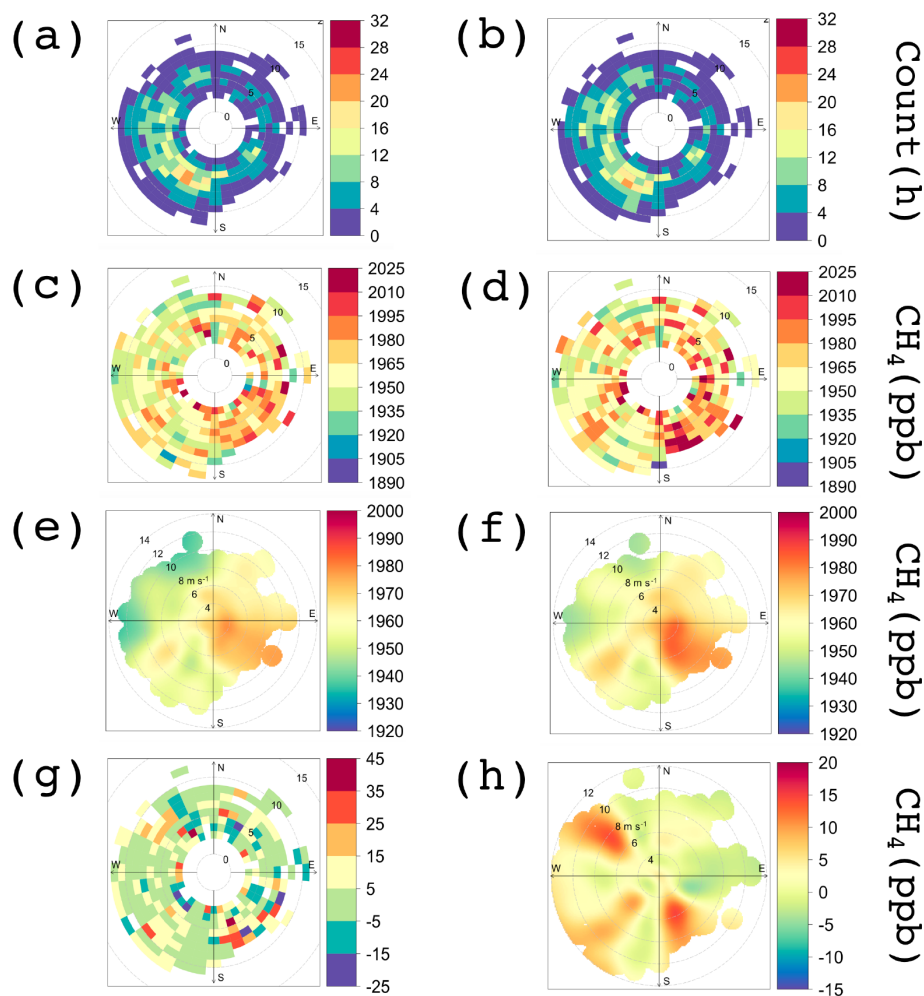 (a)
N
15
10
5
0
W
E
S
32
28
24
20
16
12
8
4
0
(b)
N
15
10
5
0
W
E
S
32
28
24
20
16
12
8
4
0
Count(h)
(c)
N
15
10
5
0
W
E
S
2025
2010
1995
1980
1965
1950
1935
1920
1905
1890
(d)
N
15
10
5
0
W
E
S
2025
2010
1995
1980
1965
1950
1935
1920
1905
1890
CH4(ppb)
(e)
N
14
12
10
8 m s-1
6
4
W
E
S
2000
1990
1980
1970
1960
1950
1940
1930
1920
(f)
N
14
12
10
8 m s-1
6
4
W
E
S
2000
1990
1980
1970
1960
1950
1940
1930
1920
CH4(ppb)
(g)
N
15
10
5
0
W
E
S
45
35
25
15
5
-5
-15
-25
(h)
N
12
10
8 m s-1
6
4
W
E
S
20
15
10
5
0
-5
-10
-15
CH4(ppb)